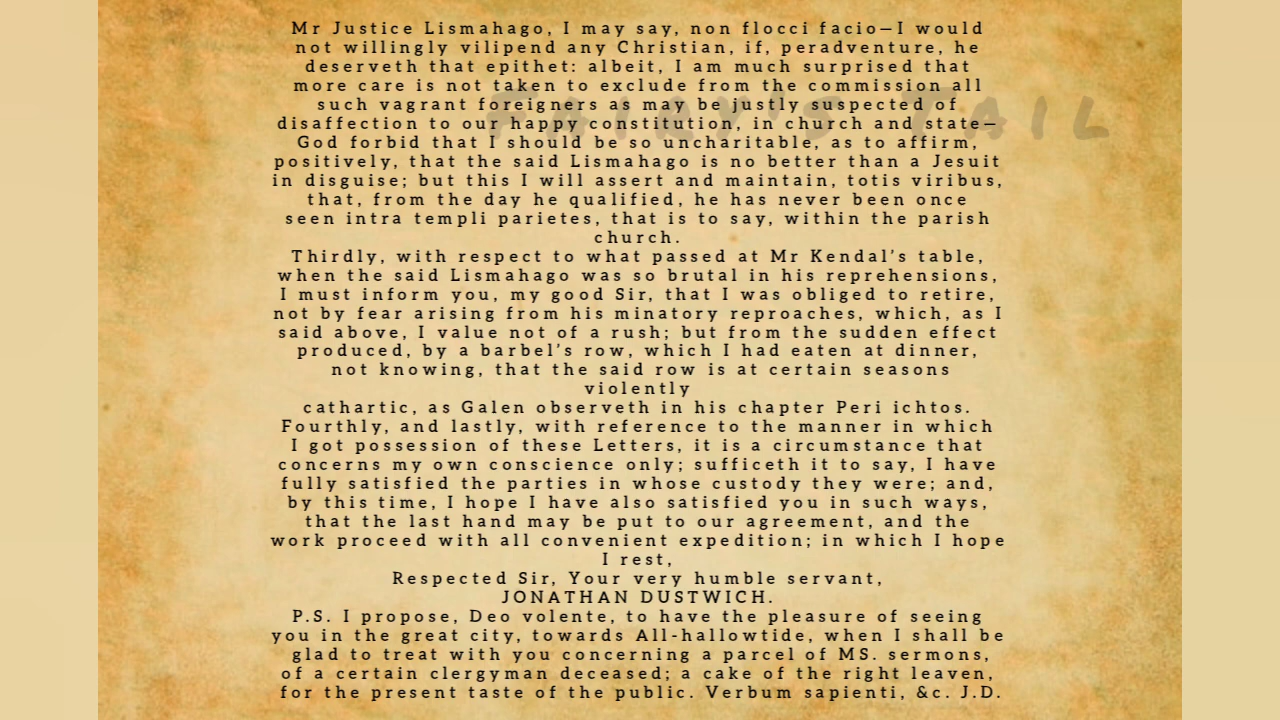 Mr Justice Lismahago, I may say, non flocci facio—I would
not willingly vilipend any Christian, if, peradventure, he
deserveth that epithet: albeit, I am much surprised that
more care is not taken to exclude from the commission all
such vagrant foreigners as may be justly suspected of
disaffection to our happy constitution, in church and state—
God forbid that I should be so uncharitable, as to affirm,
positively, that the said Lismahago is no better than a Jesuit
in disguise; but this I will assert and maintain, totis viribus,
that, from the day he qualified, he has never been once
seen intra templi parietes, that is to say, within the parish
church.
Thirdly, with respect to what passed at Mr Kendal's table,
when the said Lismahago was so brutal in his reprehensions,
I must inform you, my good Sir, that I was obliged to retire,
not by fear arising from his minatory reproaches, which, as I
said above, I value not of a rush; but from the sudden effect
produced, by a barbel's row, which I had eaten at dinner,
not knowing, that the said row is at certain seasons
violently
cathartic, as Galen observeth in his chapter Peri ichtos.
Fourthly, and lastly, with reference to the manner in which
I got possession of these Letters, it is a circumstance that
concerns my own conscience only; sufficeth it to say, I have
fully satisfied the parties in whose custody they were; and,
by this time, I hope I have also satisfied you in such ways,
that the last hand may be put to our agreement, and the
work proceed with all convenient expedition; in which I hope
I rest,
Respected Sir, Your very humble servant,
JONATHAN DUSTWICH.
P.S. I propose, Deo volente, to have the pleasure of seeing
you in the great city, towards All-hallowtide, when I shall be
glad to treat with you concerning a parcel of MS. sermons,
of a certain clergyman deceased; a cake of the right leaven,
for the present taste of the public. Verbum sapienti, &c. J.D.
TAIL